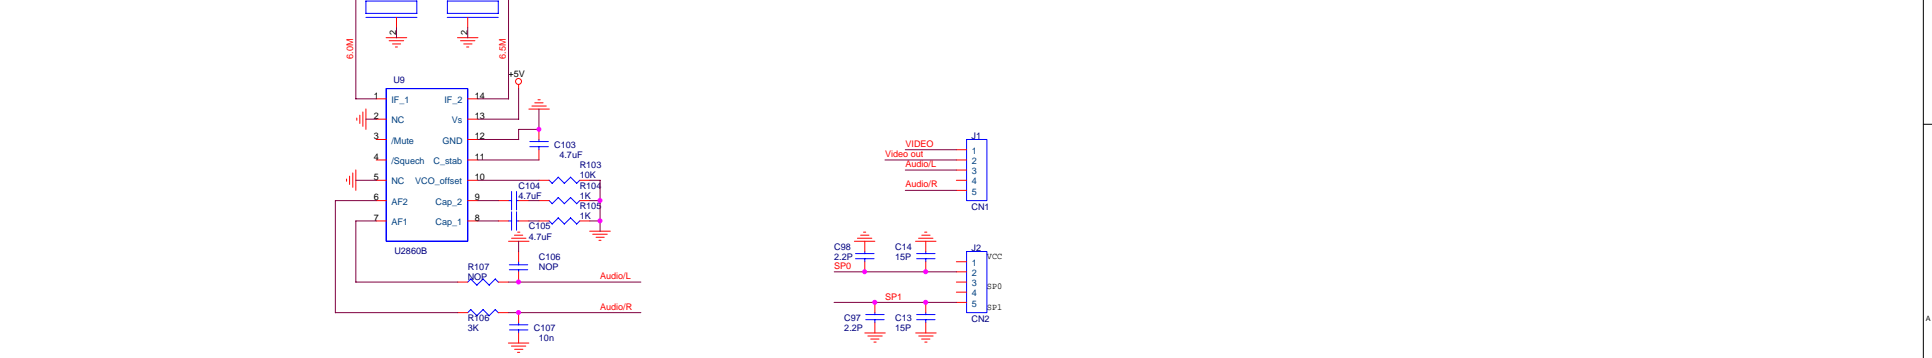 2
2
6.0M
6.5M
+5V
U9
1
IF_1
IF_2
14
2
NC
Vs
13
3
/Mute
GND
12
4
/Squech
C_stab
11
5
NC
VCO_offset
10
6
AF2
Cap_2
9
7
AF1
Cap_1
8
U2860B
C103
4.7uF
R103
10K
C104
4.7uF
R104
1K
R105
1K
C105
4.7uF
C106
NOP
R107
NOP
Audio/L
Audio/R
R106
3K
C107
10n
J1
VIDEO
1
Video out
2
Audio/L
3
4
Audio/R
5
CN1
C98
2.2P
C14
15P
SP0
J2
VCC
1
2
3
SP0
4
SP1
5
SP1
CN2
C97
2.2P
C13
15P
A